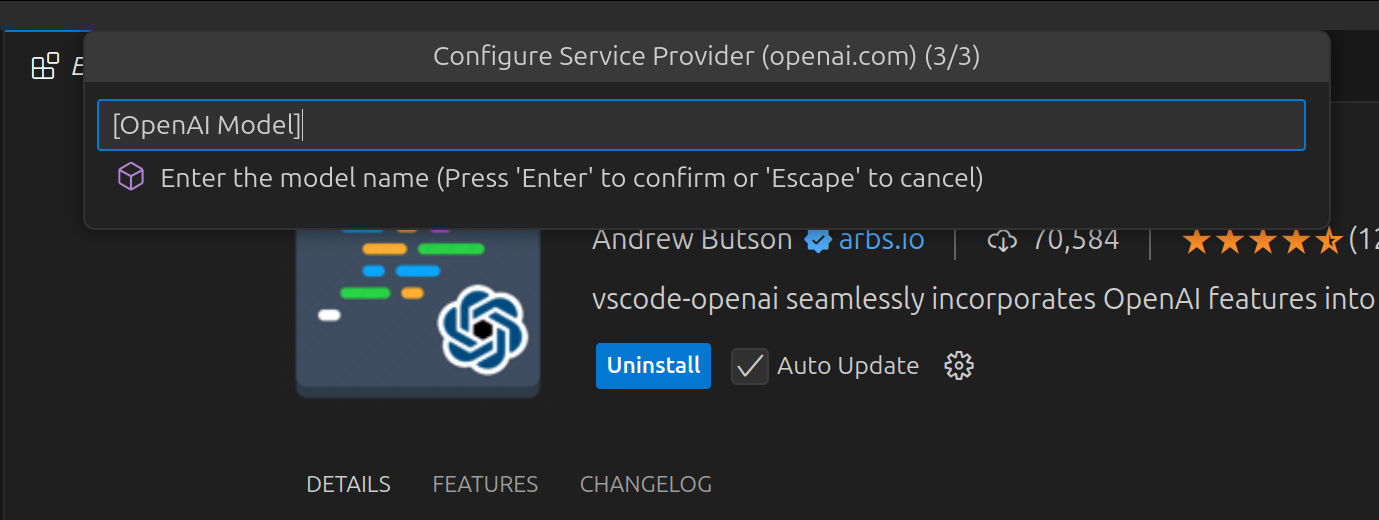 Configure Service Provider (openai.com) (3/3)
[OpenAI Model]
Enter the model name (Press 'Enter' to confirm or 'Escape' to cancel)
Andrew Butson arbs.io 70,584
vscode-openai seamlessly incorporates OpenAI features into
Uninstall Auto Update
DETAILS FEATURES CHANGELOG